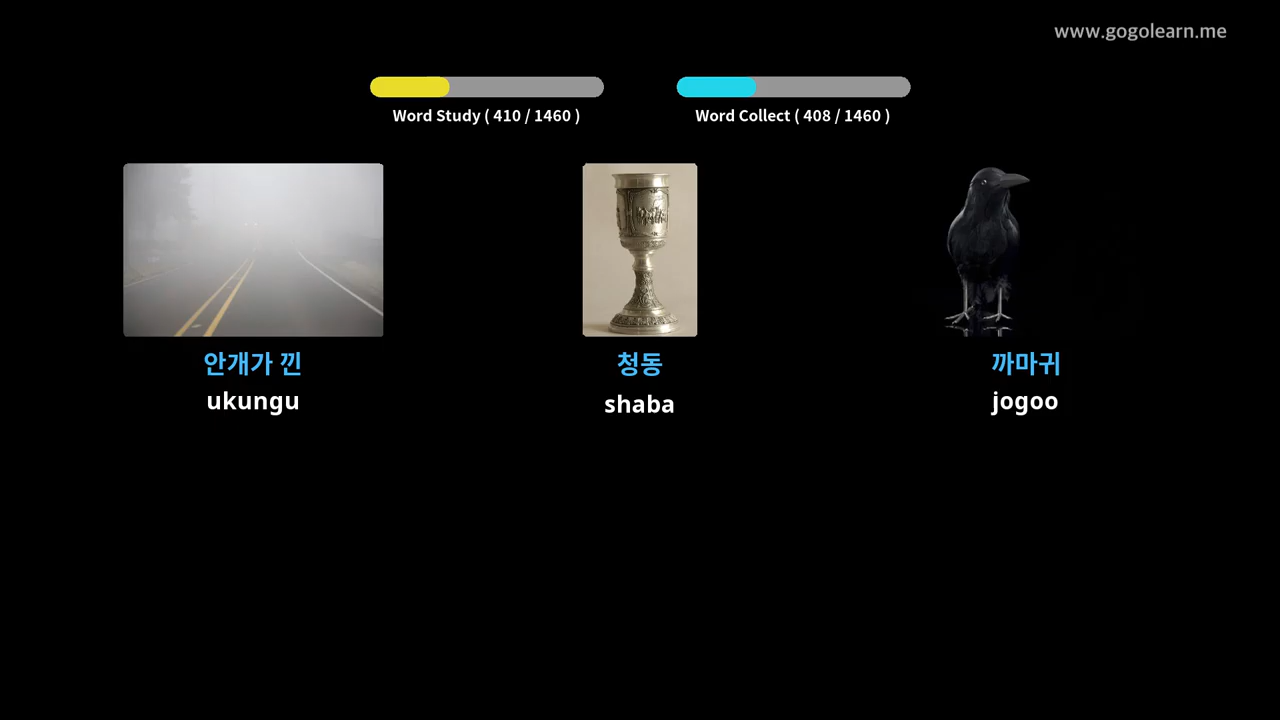 www.gogolearn.me
Word Study ( 410 / 1460 )
Word Collect ( 408 / 1460 )
안개가 낀
ukungu
청동
shaba
까마귀
jogoo